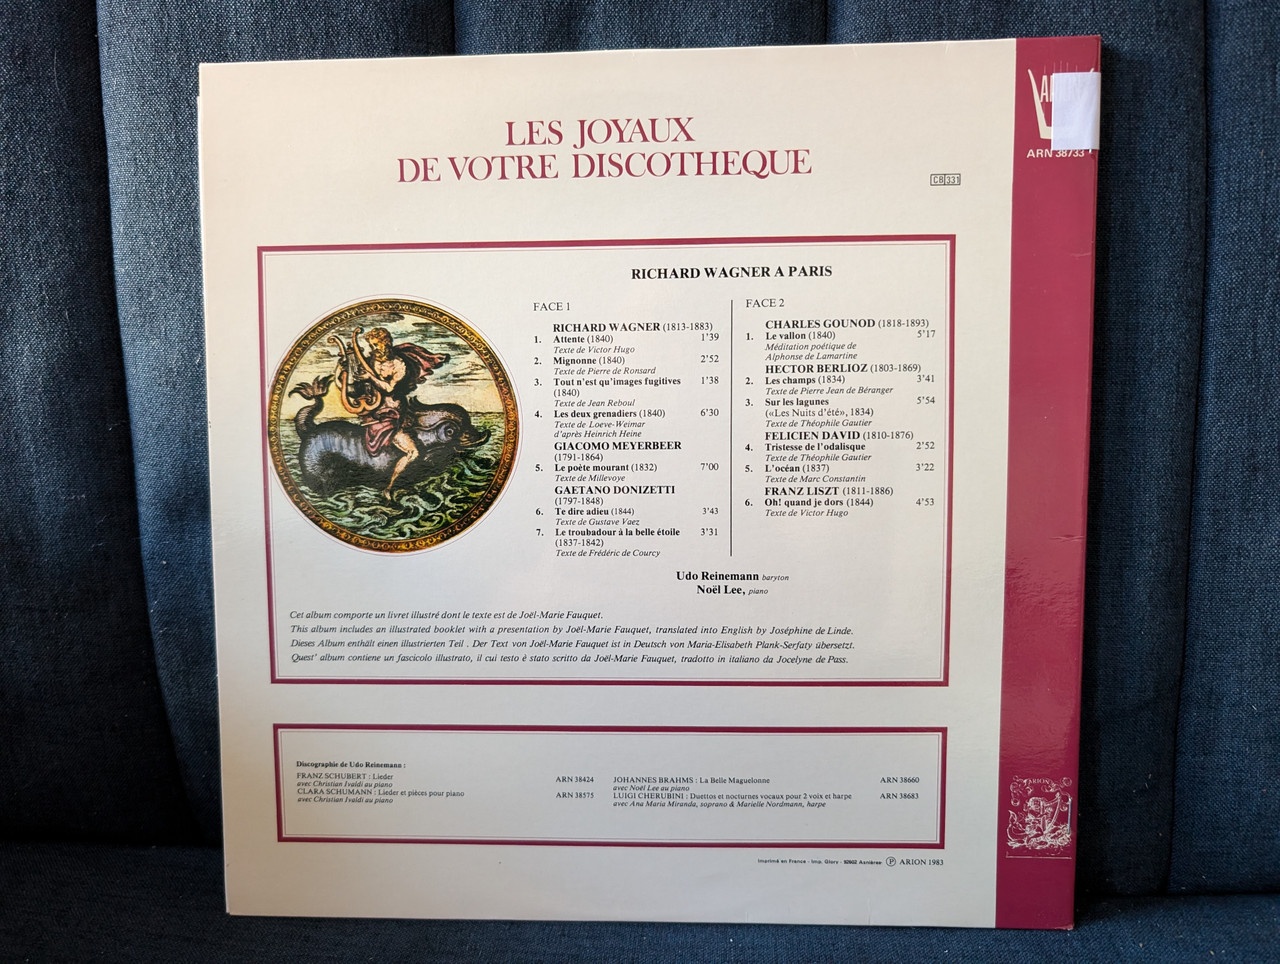 LES JOYAUX
DE VOTRE DISCOTHEQUE
ARN 38733
CB 331
RICHARD WAGNER A PARIS
FACE 1
RICHARD WAGNER (1813-1883)
1. Attente (1840) 1'39
Texte de Victor Hugo
2. Mignonne (1840) 2'52
Texte de Pierre de Ronsard
3. Tout n'est qu'images fugitives 1'38
(1840)
Texte de Jean Reboul
4. Les deux grenadiers (1840) 6'30
Texte de Loeve-Weimar
d'après Heinrich Heine
GIACOMO MEYERBEER
(1791-1864)
5. Le poète mourant (1832) 7'00
Texte de Millevoye
GAETANO DONIZETTI
(1797-1848)
6. Te dire adieu (1844) 3'43
Texte de Gustave Vaez
7. Le troubadour à la belle étoile 3'31
(1837-1842)
Texte de Frédéric de Courcy
FACE 2
CHARLES GOUNOD (1818-1893)
1. Le vallon (1840) 5'17
Méditation poétique de
Alphonse de Lamartine
HECTOR BERLIOZ (1803-1869)
2. Les champs (1834) 3'41
Texte de Pierre Jean de Béranger
3. Sur les lagunes 5'54
(«Les Nuits d'été», 1834)
Texte de Théophile Gautier
FELICIEN DAVID (1810-1876)
4. Tristesse de l'odalisque 2'52
Texte de Théophile Gautier
5. L'océan (1837) 3'22
Texte de Marc Constantin
FRANZ LISZT (1811-1886)
6. Oh! quand je dors (1844) 4'53
Texte de Victor Hugo
Udo Reinemann baryton
Noël Lee, piano
Cet album comporte un livret illustré dont le texte est de Joël-Marie Fauquet.
This album includes an illustrated booklet with a presentation by Joël-Marie Fauquet, translated into English by Joséphine de Linde.
Dieses Album enthält einen illustrierten Teil . Der Text von Joël-Marie Fauquet ist in Deutsch von Maria-Elisabeth Plank-Serfaty übersetzt.
Quest' album contiene un fascicolo illustrato, il cui testo è stato scritto da Joël-Marie Fauquet, tradotto in italiano da Jocelyne de Pass.
Discographie de Udo Reinemann :
FRANZ SCHUBERT : Lieder ARN 38424
avec Christian Ivaldi au piano
CLARA SCHUMANN : Lieder et pièces pour piano ARN 38575
avec Christian Ivaldi au piano
JOHANNES BRAHMS : La Belle Maguelonne ARN 38660
avec Noël Lee au piano
LUIGI CHERUBINI : Duettos et nocturnes vocaux pour 2 voix et harpe ARN 38683
avec Ana Maria Miranda, soprano & Marielle Nordmann, harpe
Imprimé en France - Imp. Glory - 92602 Asnières Ⓟ ARION 1983
ARION